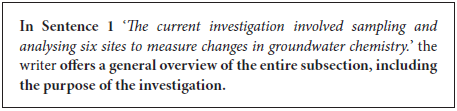 In Sentence 1 ‘The current investigation involved sampling and
analysing six sites to measure changes in groundwater chemistry.’ the
writer offers a general overview of the entire subsection, including
the purpose of the investigation.